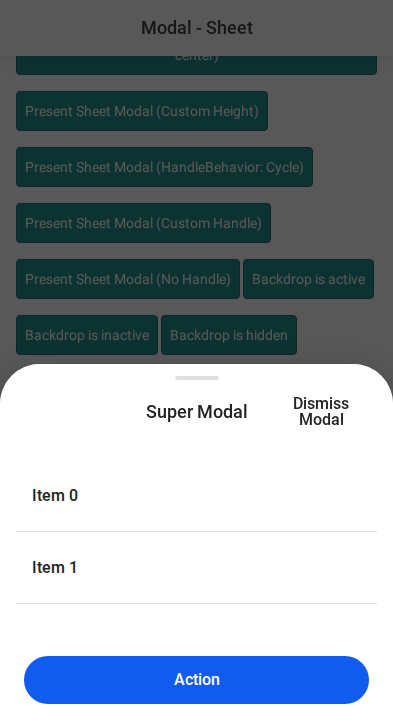 Modal - Sheet
center)
Present Sheet Modal (Custom Height)
Present Sheet Modal (HandleBehavior: Cycle)
Present Sheet Modal (Custom Handle)
Present Sheet Modal (No Handle) Backdrop is active
Backdrop is inactive Backdrop is hidden
Super Modal
Dismiss
Modal
Item 0
Item 1
Action